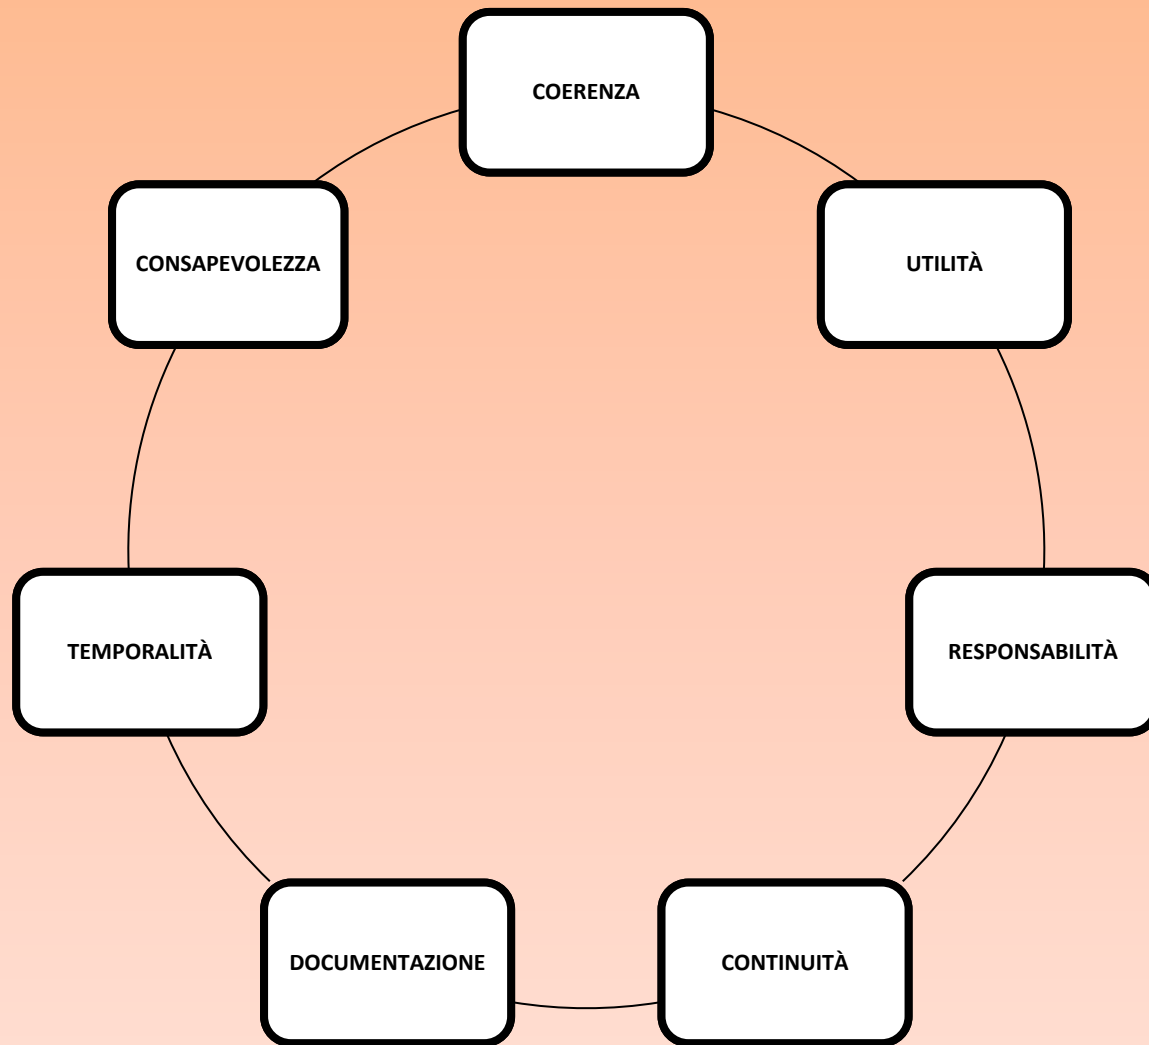 COERENZA
UTILITÀ
RESPONSABILITÀ
CONTINUITÀ
DOCUMENTAZIONE
TEMPORALITÀ
CONSAPEVOLEZZA